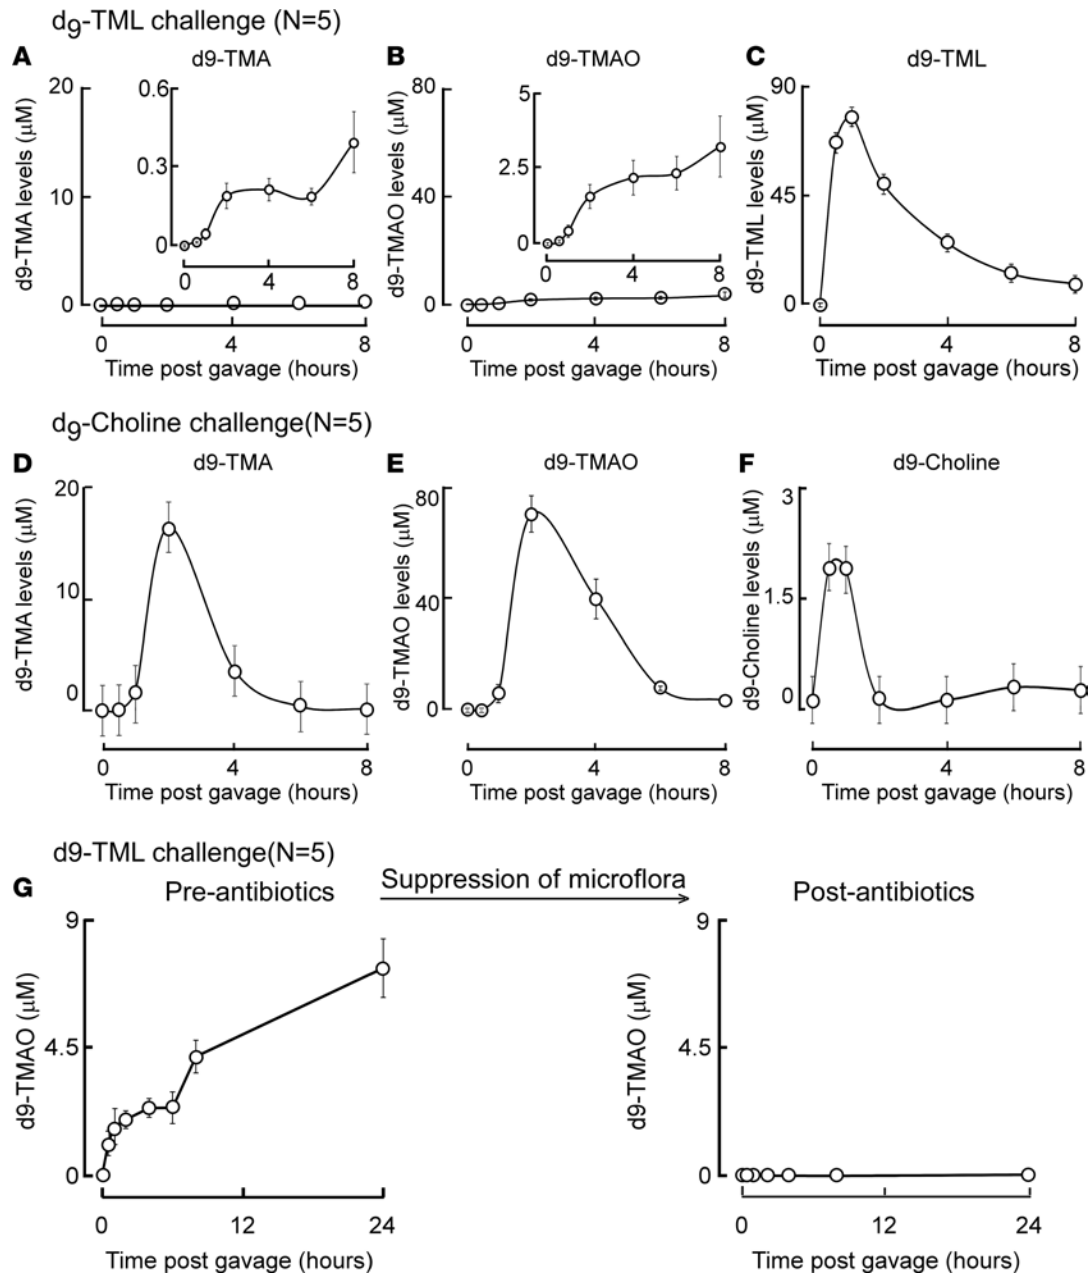 d9-TML challenge (N=5)
A
d9-TMA
d9-TMA levels (μM)
20
10
0
0.6
0.3
0
0 4 8
0 4 8
Time post gavage (hours)
B
d9-TMAO
d9-TMAO levels (μM)
80
40
0
5
2.5
0
0 4 8
0 4 8
Time post gavage (hours)
C
d9-TML
d9-TML levels (μM)
90
45
0
0 4 8
Time post gavage (hours)
d9-Choline challenge(N=5)
D
d9-TMA
d9-TMA levels (μM)
20
10
0
0 4 8
Time post gavage (hours)
E
d9-TMAO
d9-TMAO levels (μM)
80
40
0
0 4 8
Time post gavage (hours)
F
d9-Choline
d9-Choline levels (μM)
3
1.5
0
0 4 8
Time post gavage (hours)
d9-TML challenge(N=5)
G
Pre-antibiotics
Suppression of microflora
Post-antibiotics
d9-TMAO (μM)
9
4.5
0
0 12 24
Time post gavage (hours)
d9-TMAO (μM)
9
4.5
0
0 12 24
Time post gavage (hours)